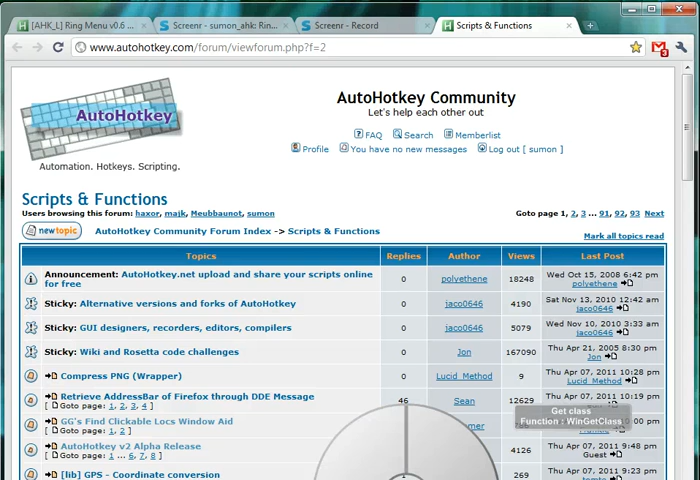 [AHK_L] Ring Menu v0.6 ...
Screenr - sumon_ahk: Rin...
Screenr - Record
Scripts & Functions
www.autohotkey.com/forum/viewforum.php?f=2
3
AutoHotkey
Automation. Hotkeys. Scripting.
AutoHotkey Community
Let's help each other out
FAQ Search Memberlist
Profile You have no new messages Log out [ sumon ]
Scripts & Functions
Users browsing this forum: haxor, majk, Meubbaunot, sumon
Goto page 1, 2, 3 ... 91, 92, 93 Next
new topic
AutoHotkey Community Forum Index -> Scripts & Functions
Mark all topics read
Topics Replies Author Views Last Post
Announcement: AutoHotkey.net upload and share your scripts online
for free
0 polyethene 18248 Wed Oct 15, 2008 6:42 pm
polyethene
Sticky: Alternative versions and forks of AutoHotkey 0 jaco0646 4190 Sat Nov 13, 2010 12:42 am
jaco0646
Sticky: GUI designers, recorders, editors, compilers 0 jaco0646 5079 Wed Nov 10, 2010 3:33 am
jaco0646
Sticky: Wiki and Rosetta code challenges 0 Jon 167090 Thu Apr 21, 2005 8:30 pm
Jon
Compress PNG (Wrapper) 0 Lucid_Method 9 Thu Apr 07, 2011 10:28 pm
Lucid_Method
Retrieve AddressBar of Firefox through DDE Message
[ Goto page: 1, 2, 3, 4 ]
46 Sean 12629 Thu Apr 07, 2011 10:19 pm
Get class
Function : WinGetClass
GG's Find Clickable Locs Window Aid
[ Goto page: 1, 2 ]
AutoHotkey v2 Alpha Release
[ Goto page: 1 ... 6, 7, 8 ]
4126 Thu Apr 07, 2011 9:48 pm
Guest
[lib] GPS - Coordinate conversion 269 Thu Apr 07, 2011 9:23 pm